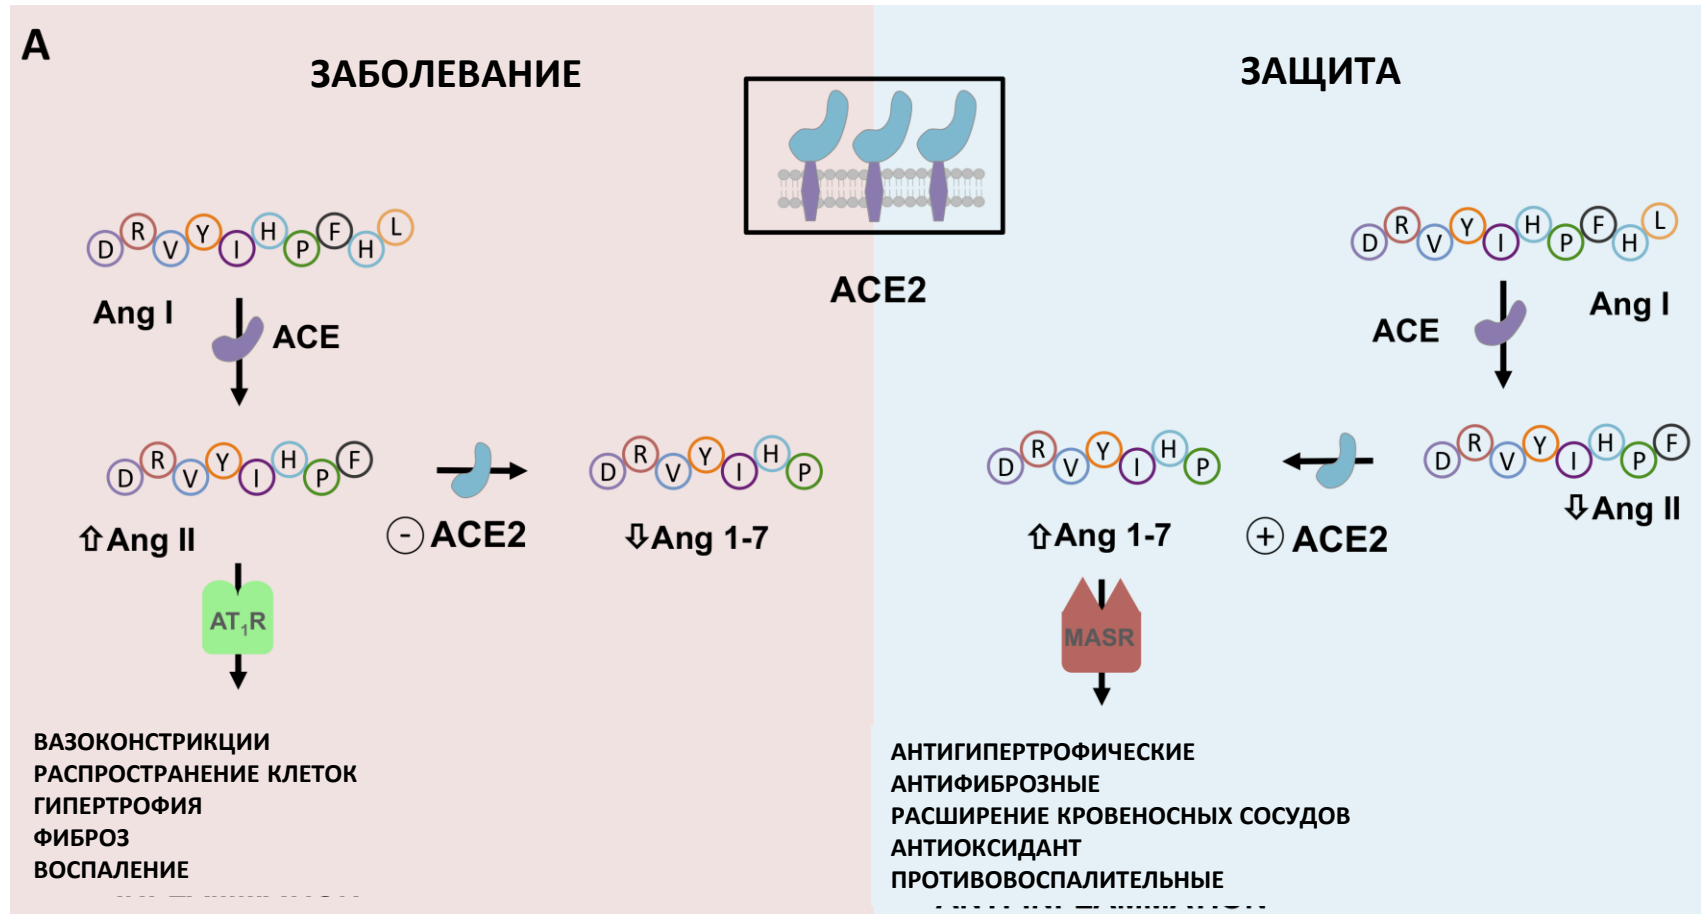 A
ЗАБОЛЕВАНИЕ
ЗАЩИТА
ACE2
D R V Y I H P F H L
Ang I
ACE
D R V Y I H P F
⇧Ang II
- ACE2
D R V Y I H P
⇩Ang 1-7
AT1R
ВАЗОКОНСТРИКЦИИ
РАСПРОСТРАНЕНИЕ КЛЕТОК
ГИПЕРТРОФИЯ
ФИБРОЗ
ВОСПАЛЕНИЕ
D R V Y I H P F H L
Ang I
ACE
D R V Y I H P F
⇩Ang II
+ ACE2
D R V Y I H P
⇧Ang 1-7
MASR
АНТИГИПЕРТРОФИЧЕСКИЕ
АНТИФИБРОЗНЫЕ
РАСШИРЕНИЕ КРОВЕНОСНЫХ СОСУДОВ
АНТИОКСИДАНТ
ПРОТИВОВОСПАЛИТЕЛЬНЫЕ